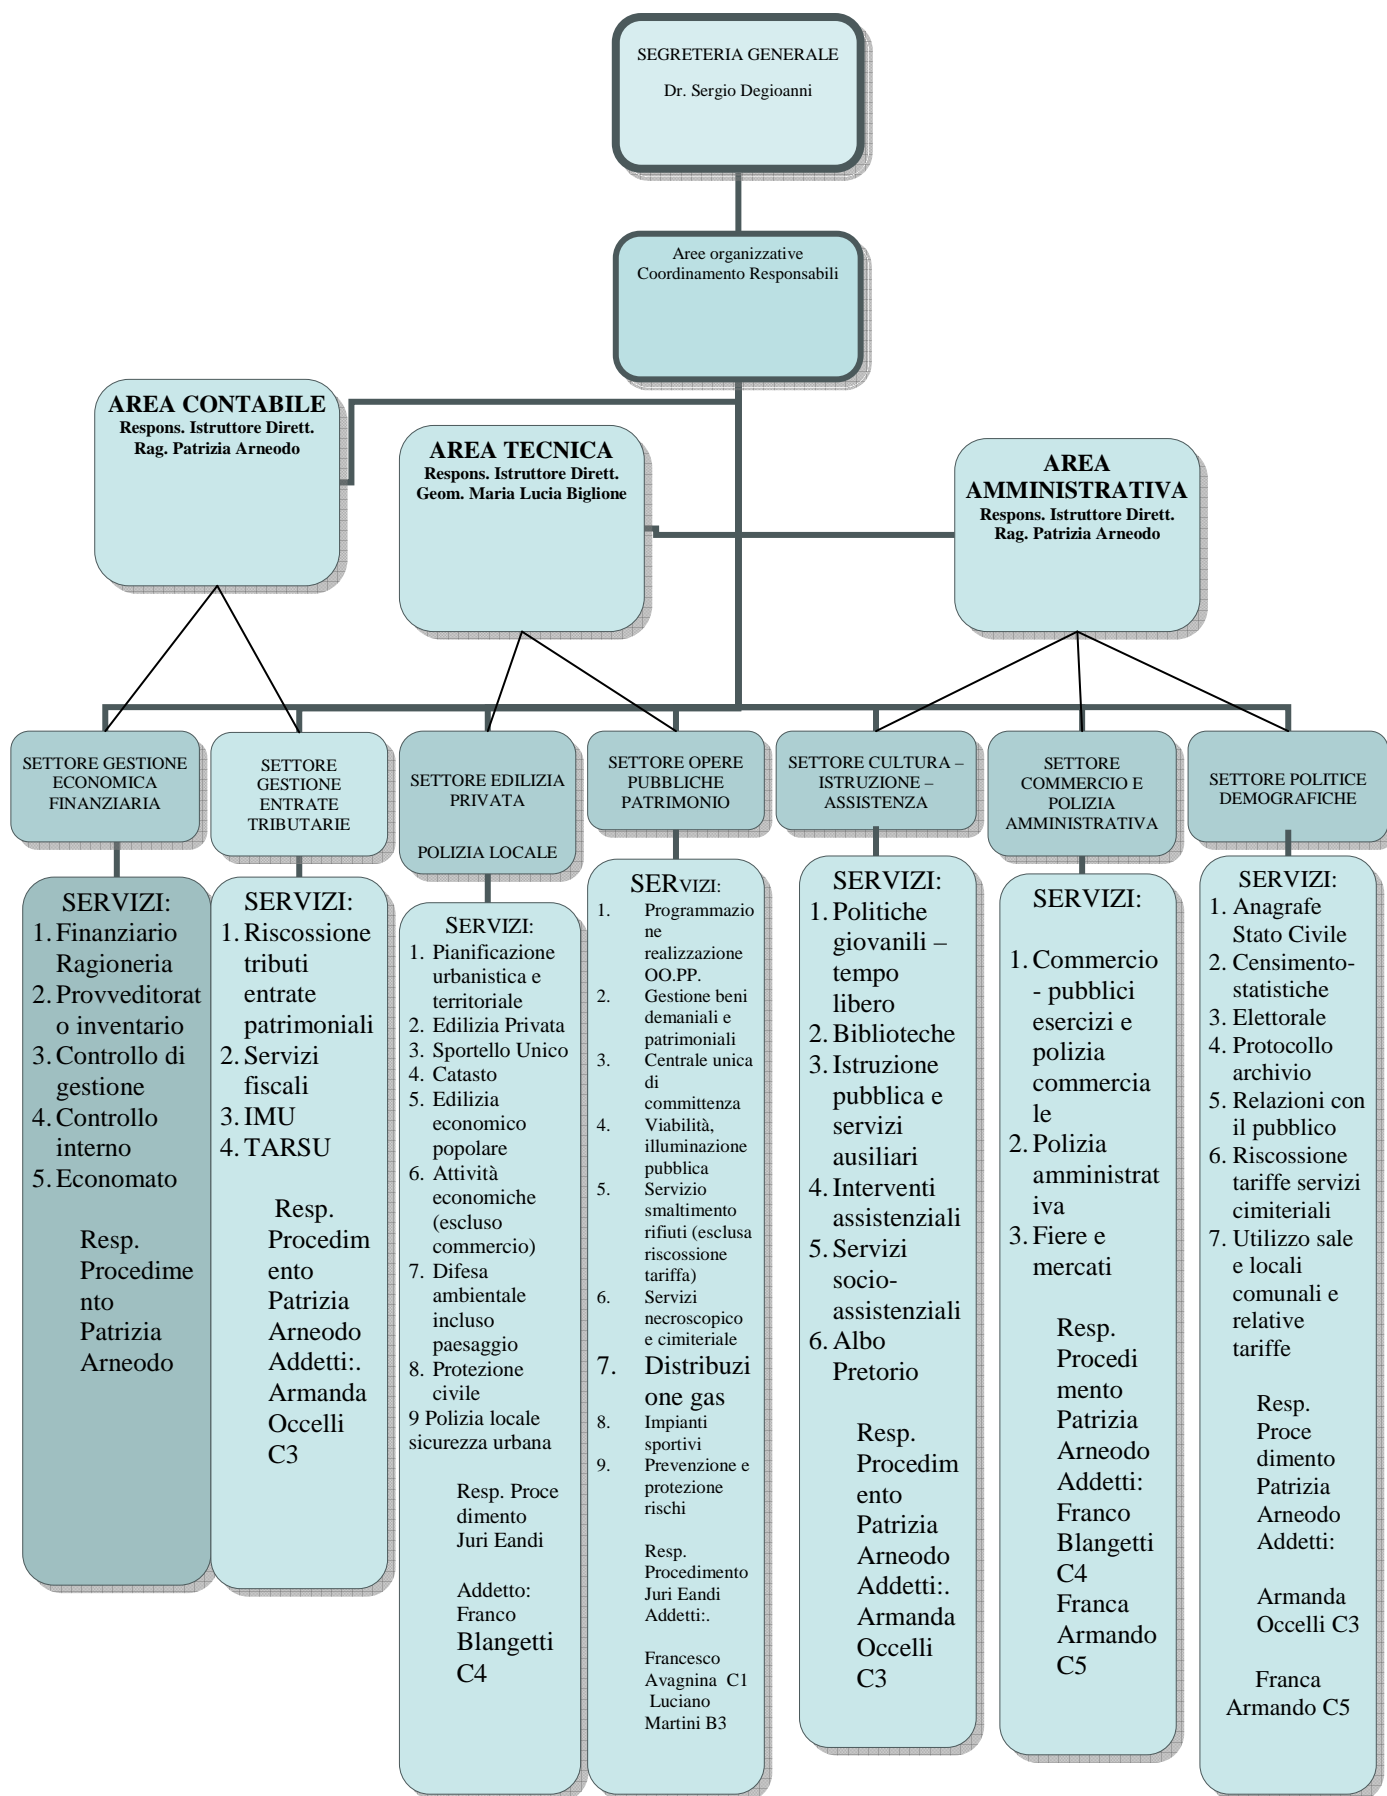 SEGRETERIA GENERALE
Dr. Sergio Degioanni
Aree organizzative
Coordinamento Responsabili
AREA CONTABILE
Respons. Istruttore Dirett.
Rag. Patrizia Arneodo
AREA TECNICA
Respons. Istruttore Dirett.
Geom. Maria Lucia Biglione
AREA
AMMINISTRATIVA
Respons. Istruttore Dirett.
Rag. Patrizia Arneodo
SETTORE GESTIONE
ECONOMICA
FINANZIARIA
SETTORE
GESTIONE
ENTRATE
TRIBUTARIE
SETTORE EDILIZIA
PRIVATA
POLIZIA LOCALE
SETTORE OPERE
PUBBLICHE
PATRIMONIO
SETTORE CULTURA –
ISTRUZIONE –
ASSISTENZA
SETTORE
COMMERCIO E
POLIZIA
AMMINISTRATIVA
SETTORE POLITICE
DEMOGRAFICHE
SERVIZI:
1. Finanziario
Ragioneria
2. Provveditorat
o inventario
3. Controllo di
gestione
4. Controllo
interno
5. Economato
Resp.
Procedime
nto
Patrizia
Arneodo
SERVIZI:
1. Riscossione
tributi
entrate
patrimoniali
2. Servizi
fiscali
3. IMU
4. TARSU
Resp.
Procedim
ento
Patrizia
Arneodo
Addetti:.
Armanda
Occelli
C3
SERVIZI:
1. Pianificazione
urbanistica e
territoriale
2. Edilizia Privata
3. Sportello Unico
4. Catasto
5. Edilizia
economico
popolare
6. Attività
economiche
(escluso
commercio)
7. Difesa
ambientale
incluso
paesaggio
8. Protezione
civile
9 Polizia locale
sicurezza urbana
Resp. Proce
dimento
Juri Eandi
Addetto:
Franco
Blangetti
C4
SERVIZI:
1. Programmazio
ne
realizzazione
OO.PP.
2. Gestione beni
demaniali e
patrimoniali
3. Centrale unica
di
committenza
4. Viabilità,
illuminazione
pubblica
5. Servizio
smaltimento
rifiuti (esclusa
riscossione
tariffa)
6. Servizi
necroscopico
e cimiteriale
7. Distribuzi
one gas
8. Impianti
sportivi
9. Prevenzione e
protezione
rischi
Resp.
Procedimento
Juri Eandi
Addetti:.
Francesco
Avagnina C1
Luciano
Martini B3
SERVIZI:
1. Politiche
giovanili –
tempo
libero
2. Biblioteche
3. Istruzione
pubblica e
servizi
ausiliari
4. Interventi
assistenziali
5. Servizi
socio-
assistenziali
6. Albo
Pretorio
Resp.
Procedim
ento
Patrizia
Arneodo
Addetti:.
Armanda
Occelli
C3
SERVIZI:
1. Commercio
- pubblici
esercizi e
polizia
commercia
le
2. Polizia
amministrat
iva
3. Fiere e
mercati
Resp.
Procedi
mento
Patrizia
Arneodo
Addetti:
Franco
Blangetti
C4
Franca
Armando
C5
SERVIZI:
1. Anagrafe
Stato Civile
2. Censimento-
statistiche
3. Elettorale
4. Protocollo
archivio
5. Relazioni con
il pubblico
6. Riscossione
tariffe servizi
cimiteriali
7. Utilizzo sale
e locali
comunali e
relative
tariffe
Resp.
Proce
dimento
Patrizia
Arneodo
Addetti:
Armanda
Occelli C3
Franca
Armando C5